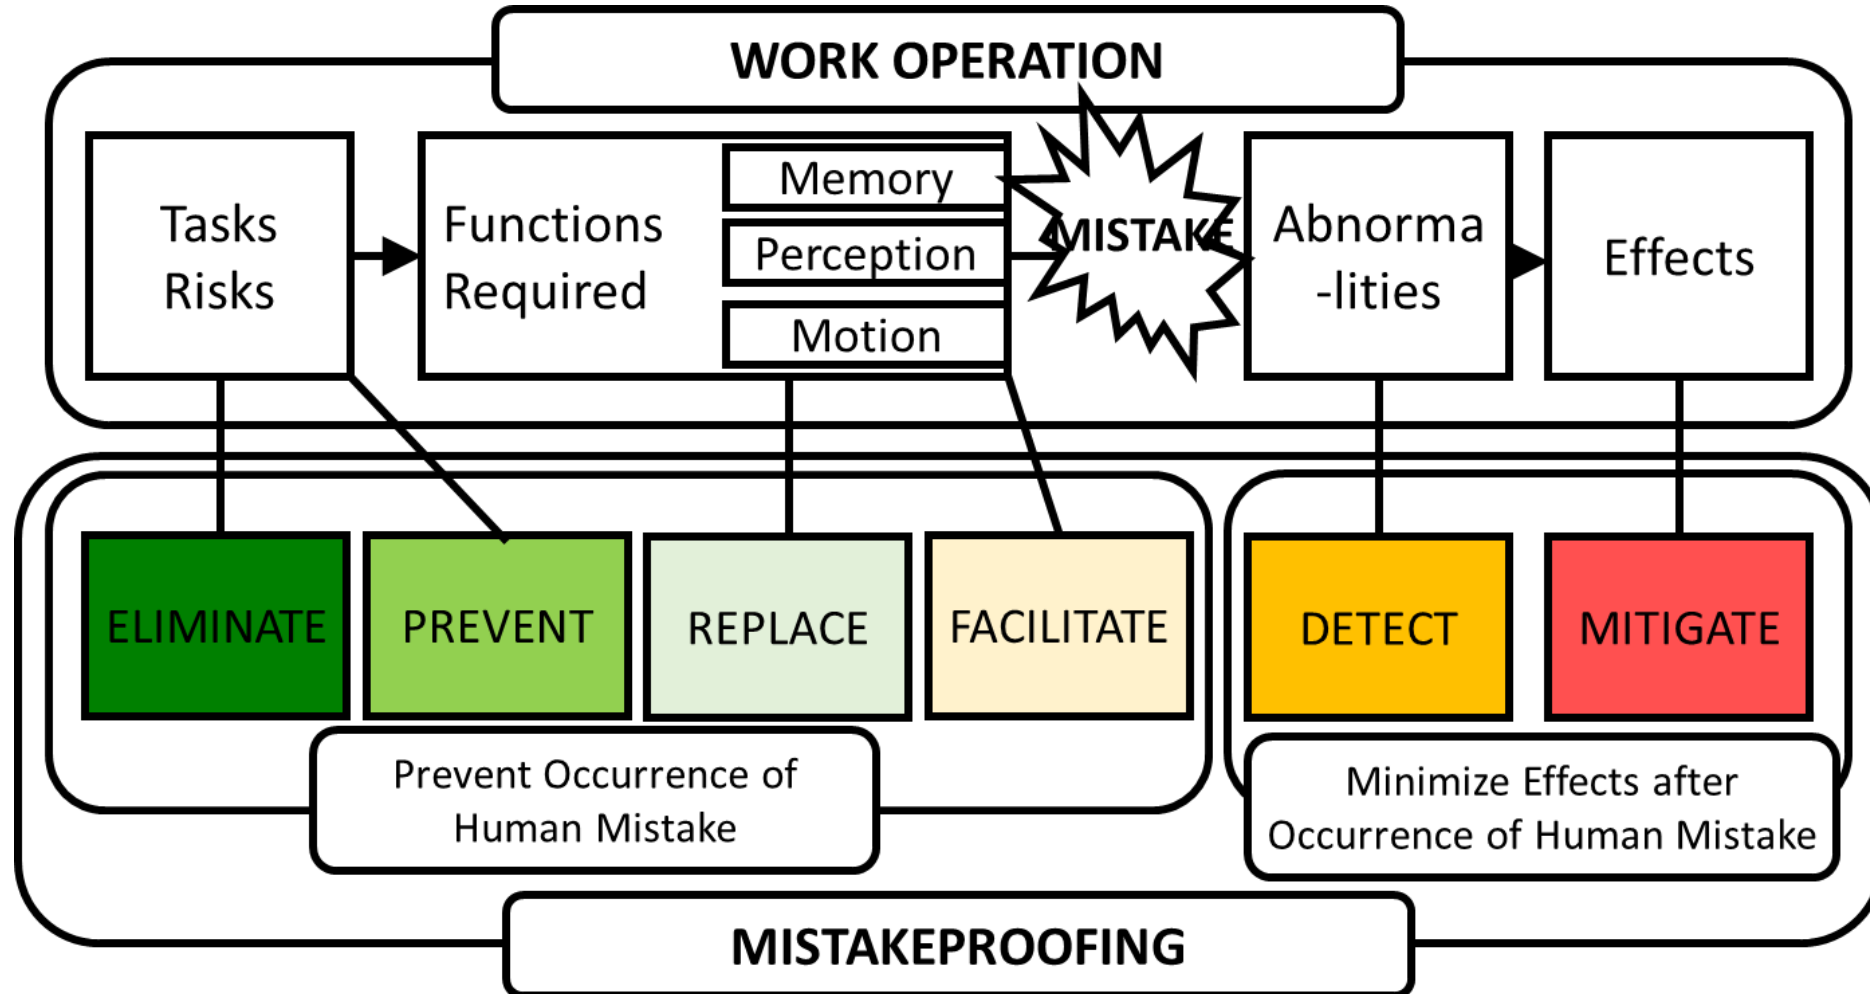 WORK OPERATION
Tasks
Risks
Functions
Required
Memory
Perception
Motion
MISTAKE
Abnorma
-lities
Effects
ELIMINATE
PREVENT
REPLACE
FACILITATE
DETECT
MITIGATE
Prevent Occurrence of
Human Mistake
Minimize Effects after
Occurrence of Human Mistake
MISTAKEPROOFING